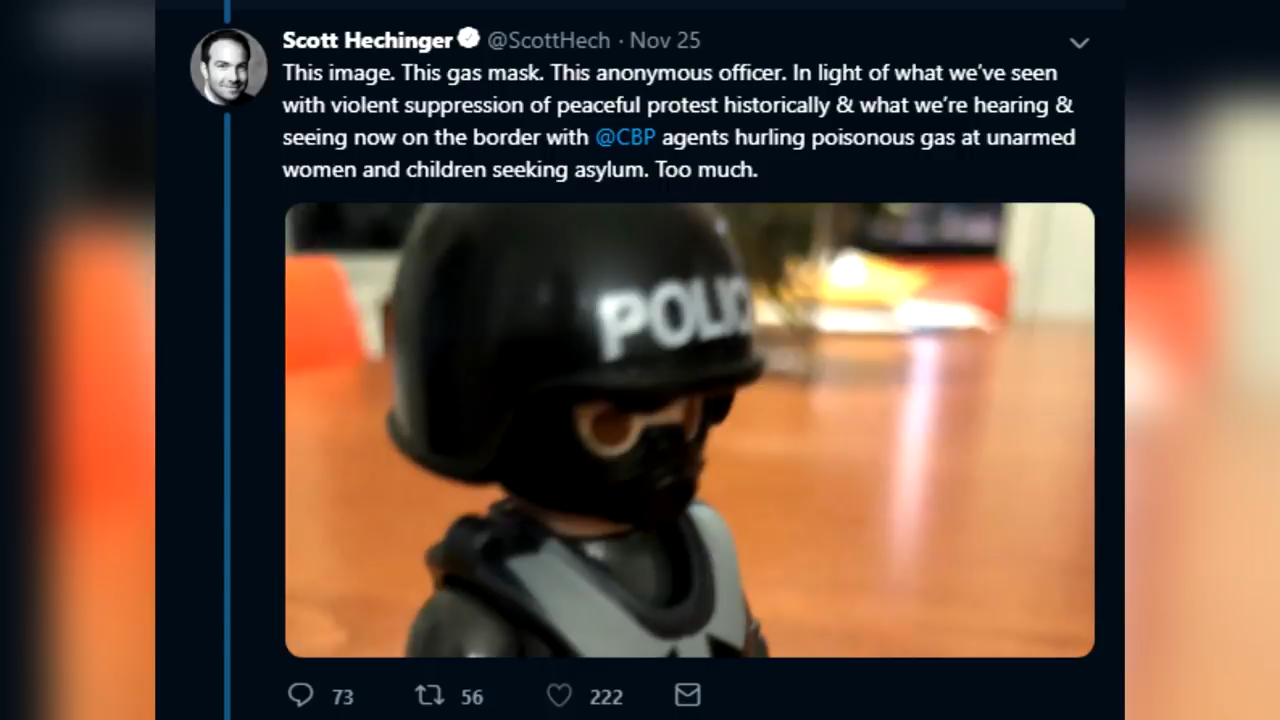 Scott Hechinger @ScottHech · Nov 25
This image. This gas mask. This anonymous officer. In light of what we've seen
with violent suppression of peaceful protest historically & what we're hearing &
seeing now on the border with @CBP agents hurling poisonous gas at unarmed
women and children seeking asylum. Too much.
POLIC
73 56 222